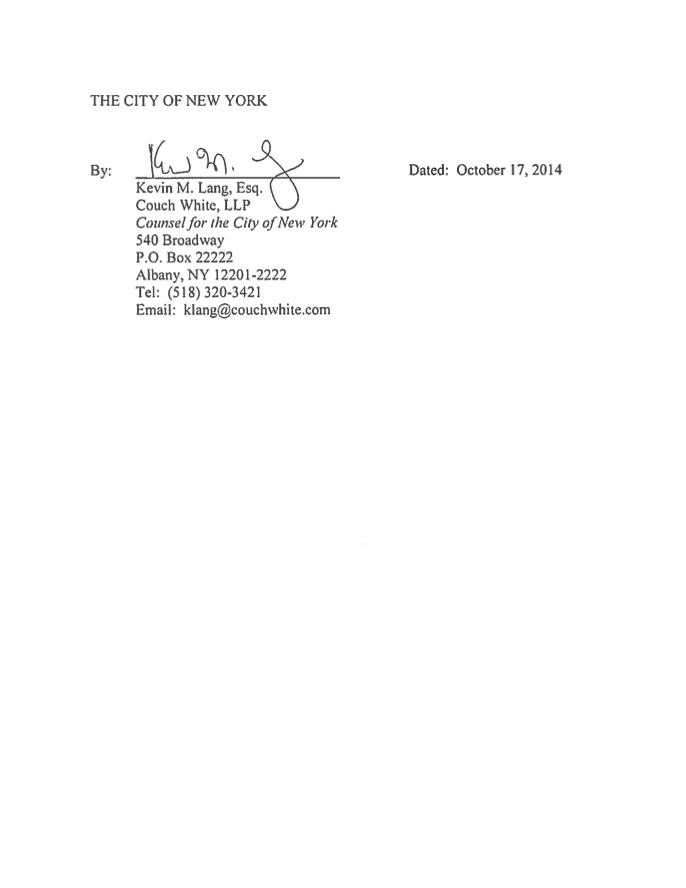 THE CITY OF NEW YORK
By: Dated: October 17, 2014
Kevin M. Lang, Esq.
Couch White, LLP
Counsel for the City of New York
540 Broadway
P.O. Box 22222
Albany, NY 12201-2222
Tel: (518) 320-3421
Email: klang@couchwhite.com